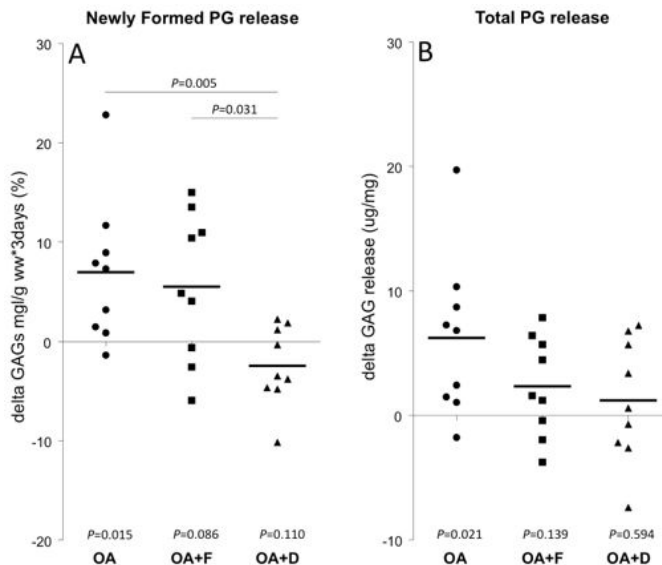 Newly Formed PG release
A
30
20
10
0
-10
-20
delta GAGs mgl/g ww*3days (%)
P=0.005
P=0.031
P=0.015
P=0.086
P=0.110
OA
OA+F
OA+D
Total PG release
B
30
20
10
0
-10
delta GAG release (ug/mg)
P=0.021
P=0.139
P=0.594
OA
OA+F
OA+D